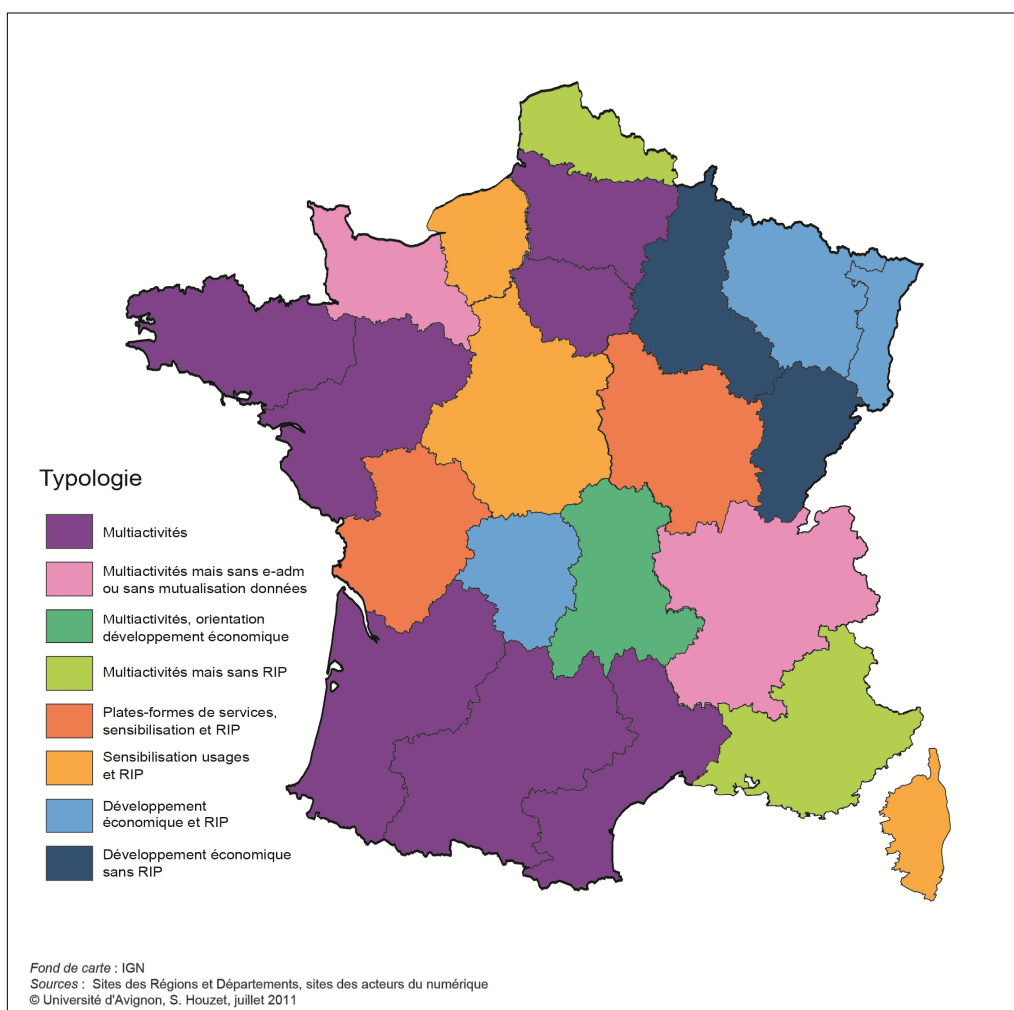 Typologie
Multiactivités
Multiactivités mais sans e-adm
ou sans mutualisation données
Multiactivités, orientation
développement économique
Multiactivités mais sans RIP
Plates-formes de services,
sensibilisation et RIP
Sensibilisation usages
et RIP
Développement
économique et RIP
Développement économique
sans RIP
Fond de carte : IGN
Sources : Sites des Régions et Départements, sites des acteurs du numérique
© Université d'Avignon, S. Houzet, juillet 2011